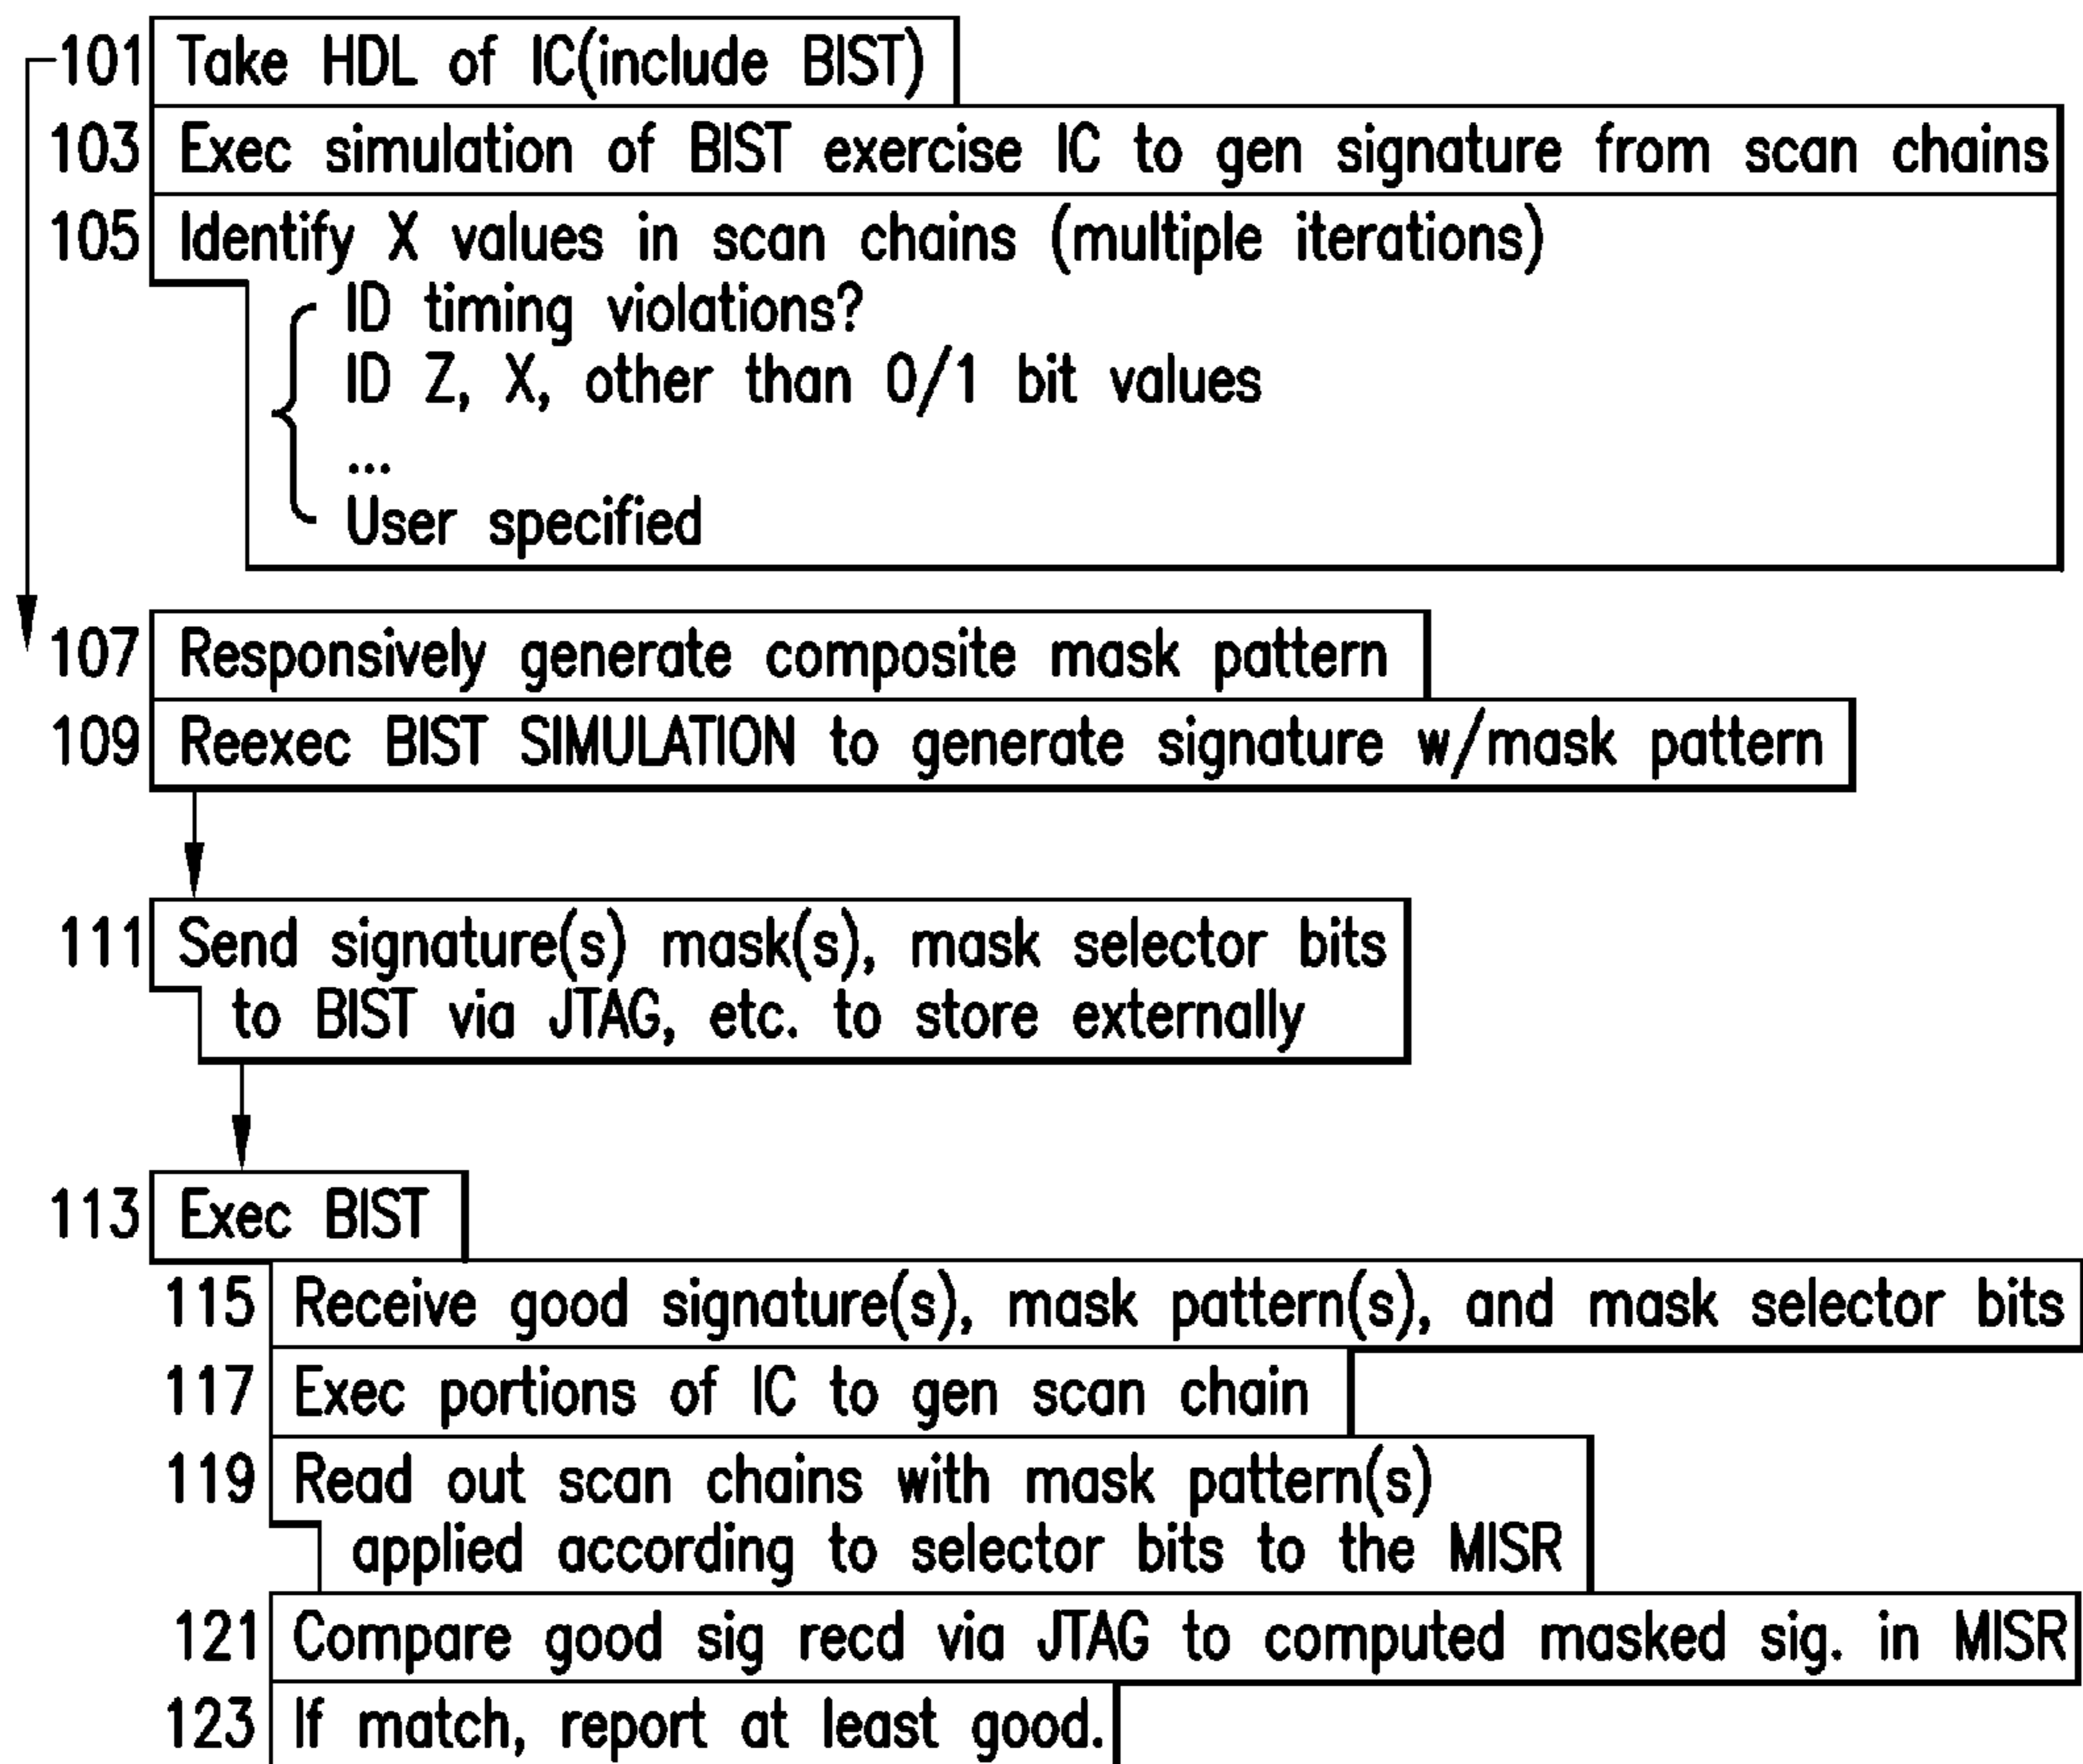 101 Take HDL of IC(include BIST)
103 Exec simulation of BIST exercise IC to gen signature from scan chains
105 Identify X values in scan chains (multiple iterations)
ID timing violations?
ID Z, X, other than 0/1 bit values
...
User specified
107 Responsively generate composite mask pattern
109 Reexec BIST SIMULATION to generate signature w/mask pattern
111 Send signature(s) mask(s), mask selector bits
to BIST via JTAG, etc. to store externally
113 Exec BIST
115 Receive good signature(s), mask pattern(s), and mask selector bits
117 Exec portions of IC to gen scan chain
119 Read out scan chains with mask pattern(s)
applied according to selector bits to the MISR
121 Compare good sig recd via JTAG to computed masked sig. in MISR
123 If match, report at least good.